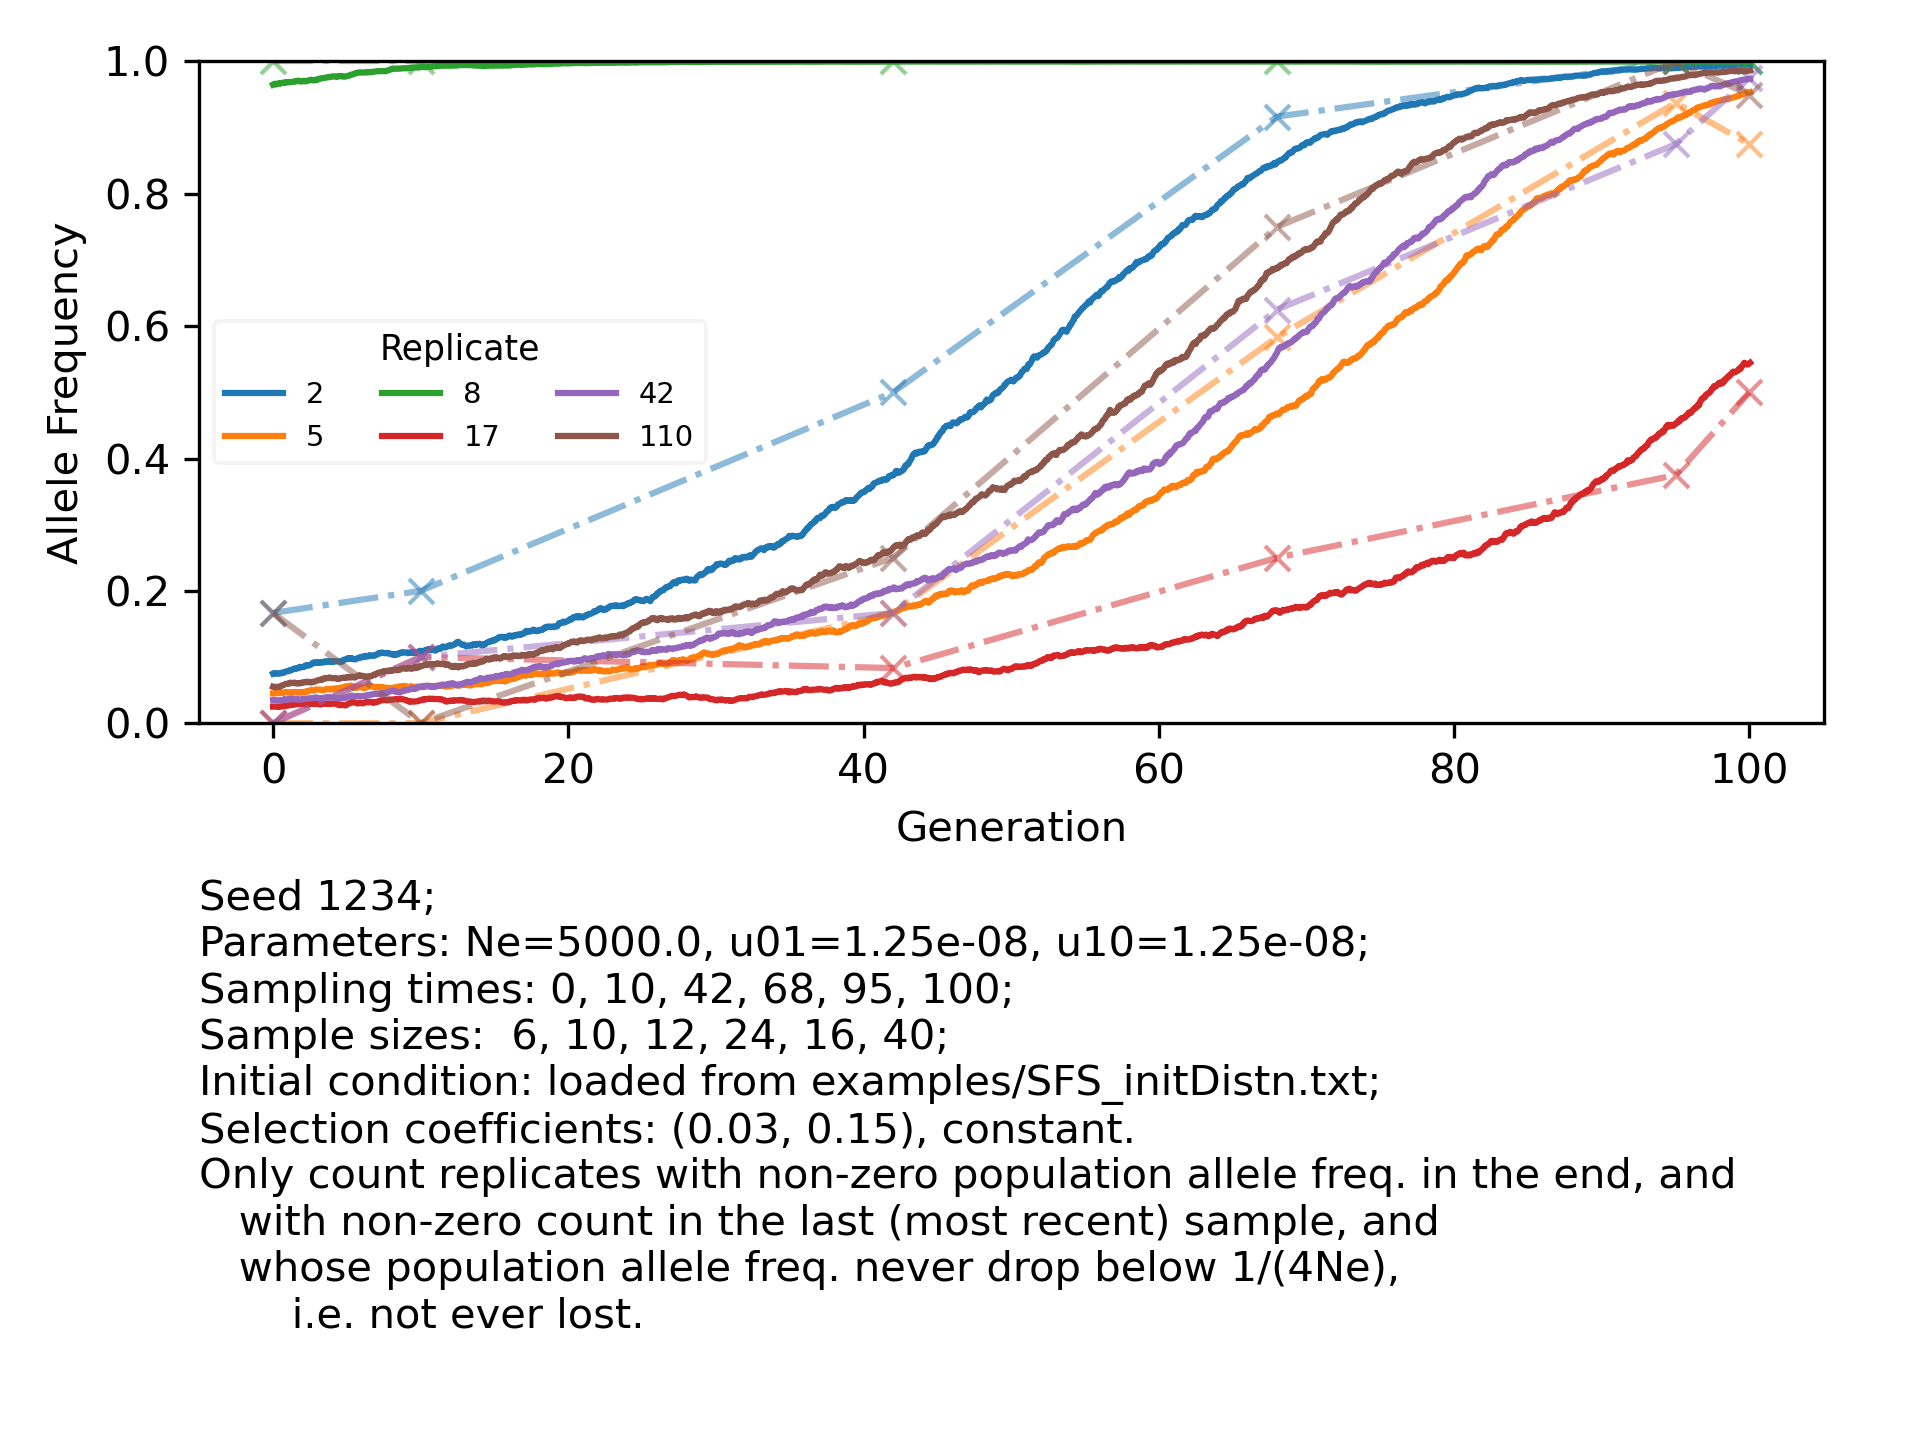 1.0
0.8
0.6
0.4
0.2
0.0
Allele Frequency
Replicate
2 8 42
5 17 110
0 20 40 60 80 100
Generation
Seed 1234;
Parameters: Ne=5000.0, u01=1.25e-08, u10=1.25e-08;
Sampling times: 0, 10, 42, 68, 95, 100;
Sample sizes:  6, 10, 12, 24, 16, 40;
Initial condition: loaded from examples/SFS_initDistn.txt;
Selection coefficients: (0.03, 0.15), constant.
Only count replicates with non-zero population allele freq. in the end, and
with non-zero count in the last (most recent) sample, and
whose population allele freq. never drop below 1/(4Ne),
i.e. not ever lost.